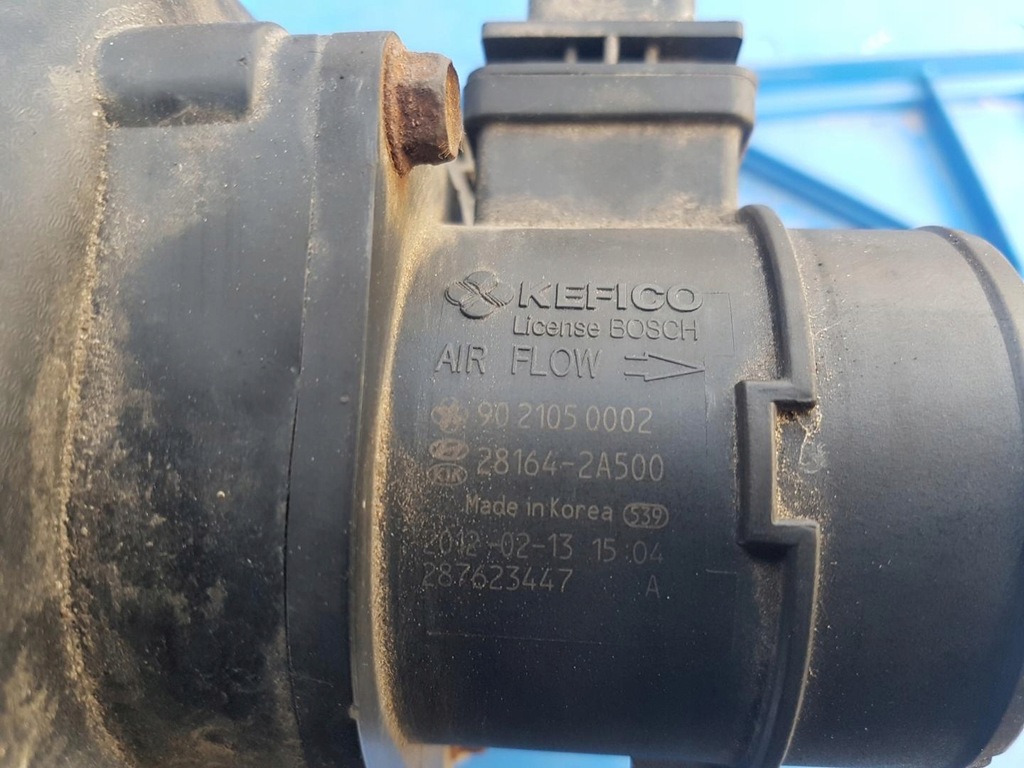 KEFICO
License BOSCH
AIR FLOW
90 2105 0002
28164-2A500
KIA
Made in Korea 539
2012-02-13 15:04
287623447 A